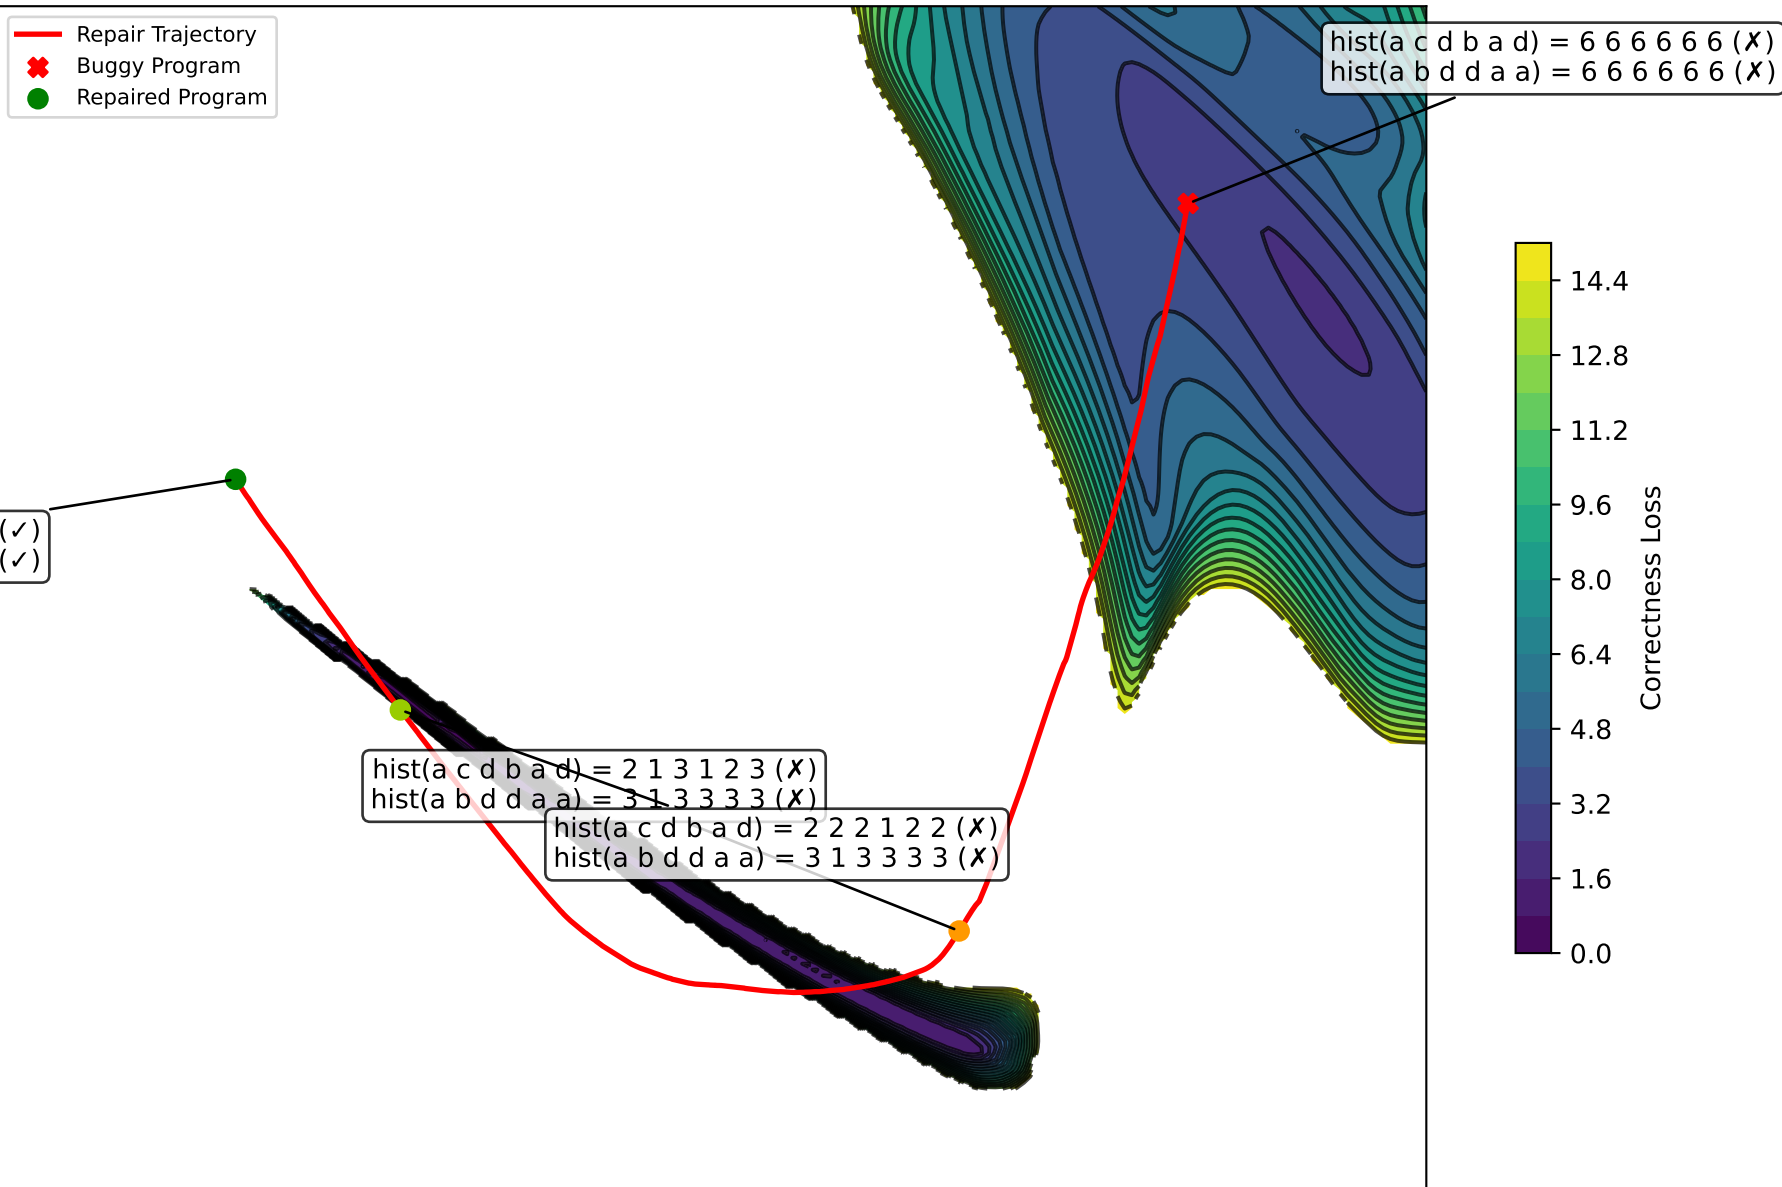 Repair Trajectory
Buggy Program
Repaired Program
hist(a c d b a d) = 6 6 6 6 6 6 (✗)
hist(a b d d a a) = 6 6 6 6 6 6 (✗)
(✓)
(✓)
hist(a c d b a d) = 2 1 3 1 2 3 (✗)
hist(a b d d a a) = 3 1 3 3 3 3 (✗)
hist(a c d b a d) = 2 2 2 1 2 2 (✗)
hist(a b d d a a) = 3 1 3 3 3 3 (✗)
14.4
12.8
11.2
9.6
8.0
6.4
4.8
3.2
1.6
0.0
Correctness Loss